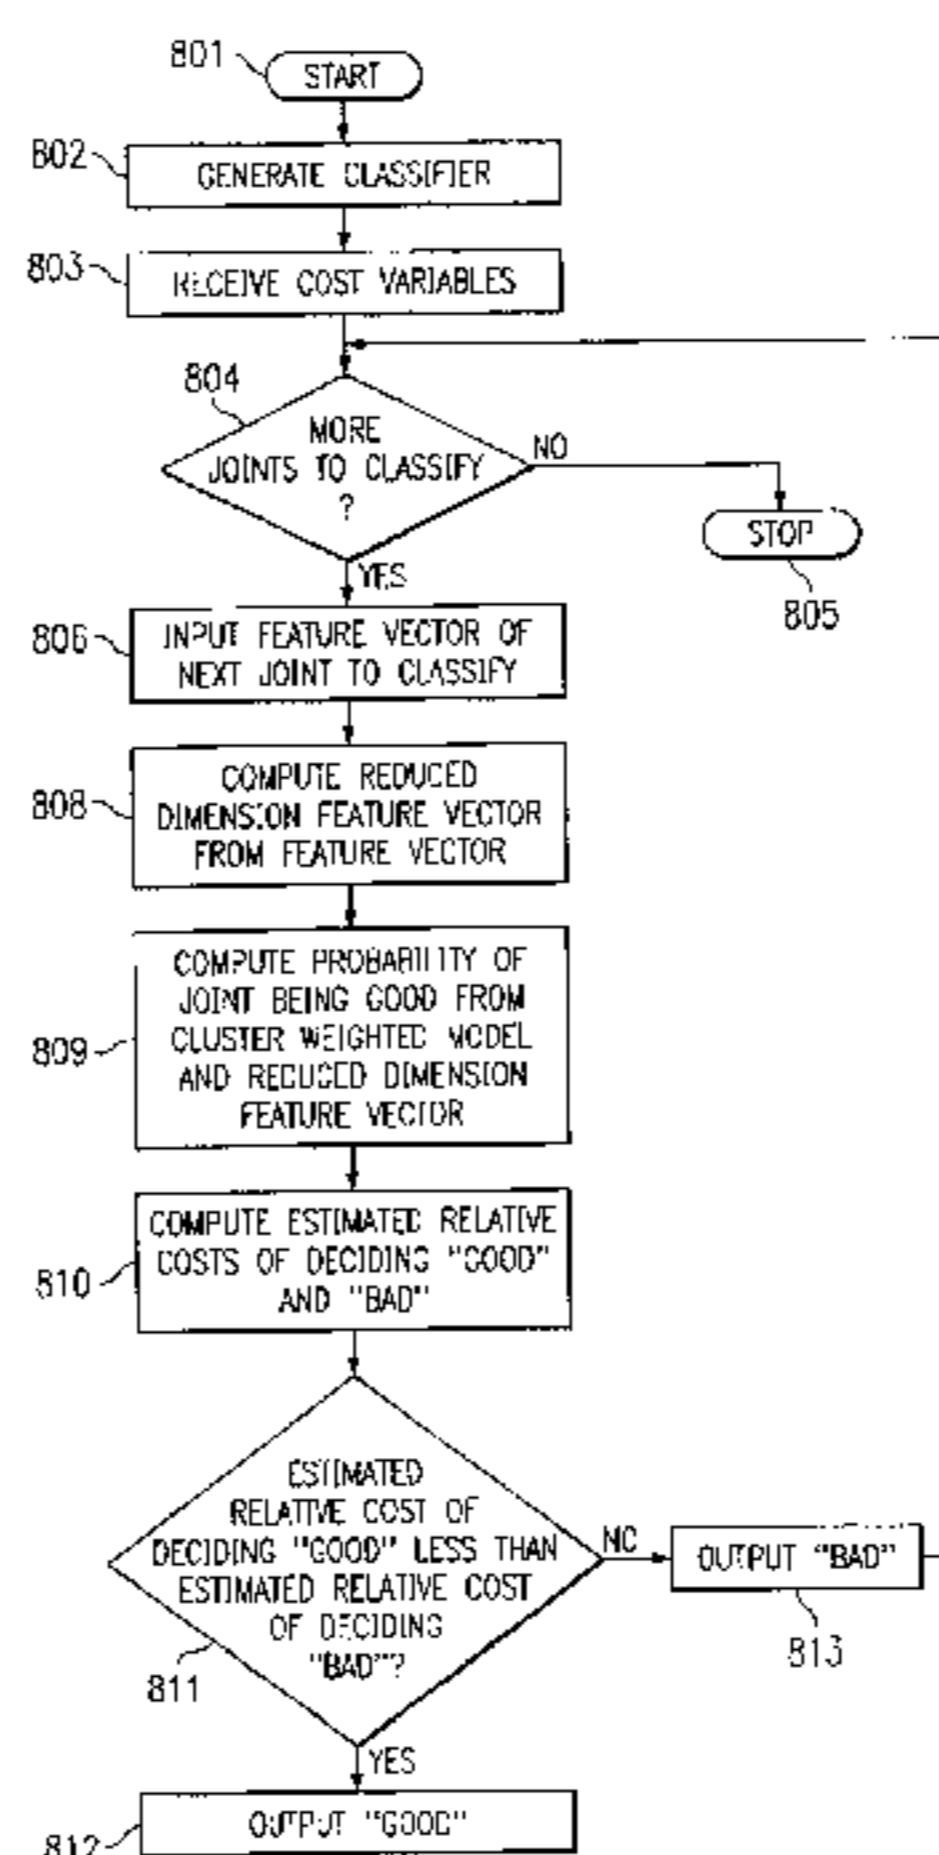 801
START
802
GENERATE CLASSIFIER
803
RECEIVE COST VARIABLES
804
MORE
JOINTS TO CLASSIFY
?
NO
STOP
805
YES
806
INPUT FEATURE VECTOR OF
NEXT JOINT TO CLASSIFY
808
COMPUTE REDUCED
DIMENSION FEATURE VECTOR
FROM FEATURE VECTOR
809
COMPUTE PROBABILITY OF
JOINT BEING GOOD FROM
CLUSTER WEIGHTED MODEL
AND REDUCED DIMENSION
FEATURE VECTOR
810
COMPUTE ESTIMATED RELATIVE
COSTS OF DECIDING "GOOD"
AND "BAD"
ESTIMATED
RELATIVE COST OF
DECIDING "GOOD" LESS THAN
ESTIMATED RELATIVE COST
OF DECIDING
"BAD"?
811
NO
OUTPUT "BAD"
813
YES
OUTPUT "GOOD"
812